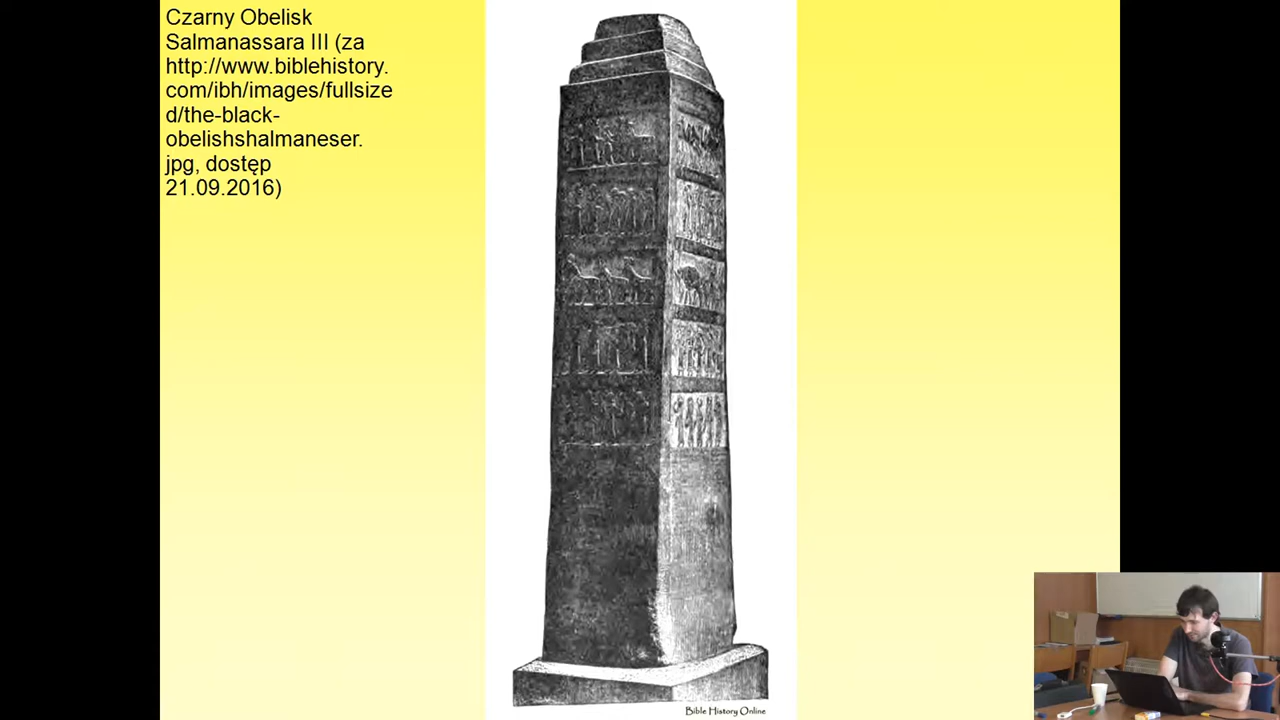 Czarny Obelisk
Salmanassara III (za
http://www.biblehistory.
com/ibh/images/fullsize
d/the-black-
obelishshalmaneser.
jpg, dostęp
21.09.2016)
Bible History Online